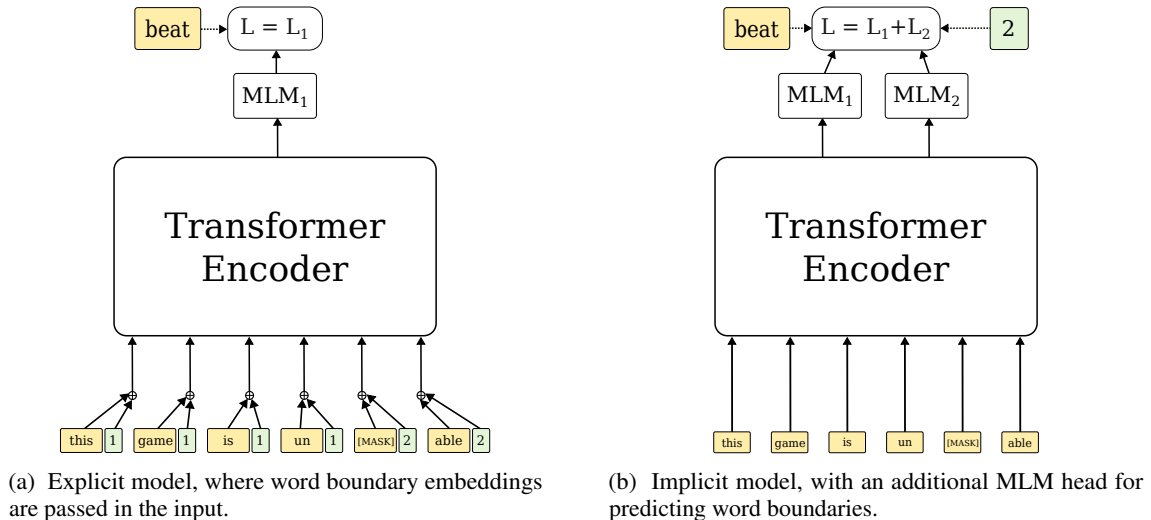 beat
L = L₁
MLM₁
Transformer
Encoder
this 1 game 1 is 1 un 1 [MASK] 2 able 2
(a) Explicit model, where word boundary embeddings
are passed in the input.
beat
L = L₁+L₂
2
MLM₁
MLM₂
Transformer
Encoder
this game is un [MASK] able
(b) Implicit model, with an additional MLM head for
predicting word boundaries.